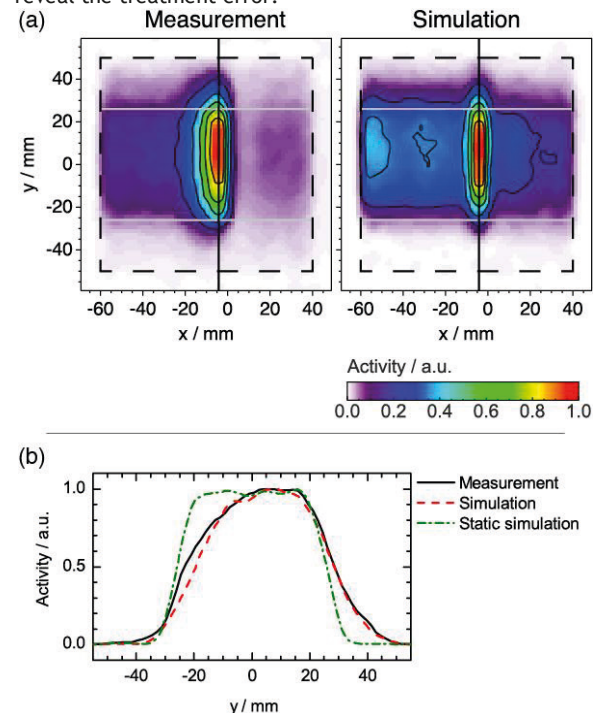 reveal the treatment error.
(a) Measurement Simulation
40
20
0
-20
-40
y / mm
-60 -40 -20 0 20 40 -60 -40 -20 0 20 40
x / mm x / mm
Activity / a.u.
0.0 0.2 0.4 0.6 0.8 1.0
(b)
1.0
0.5
0.0
Activity / a.u.
Measurement
Simulation
Static simulation
-40 -20 0 20 40
y / mm